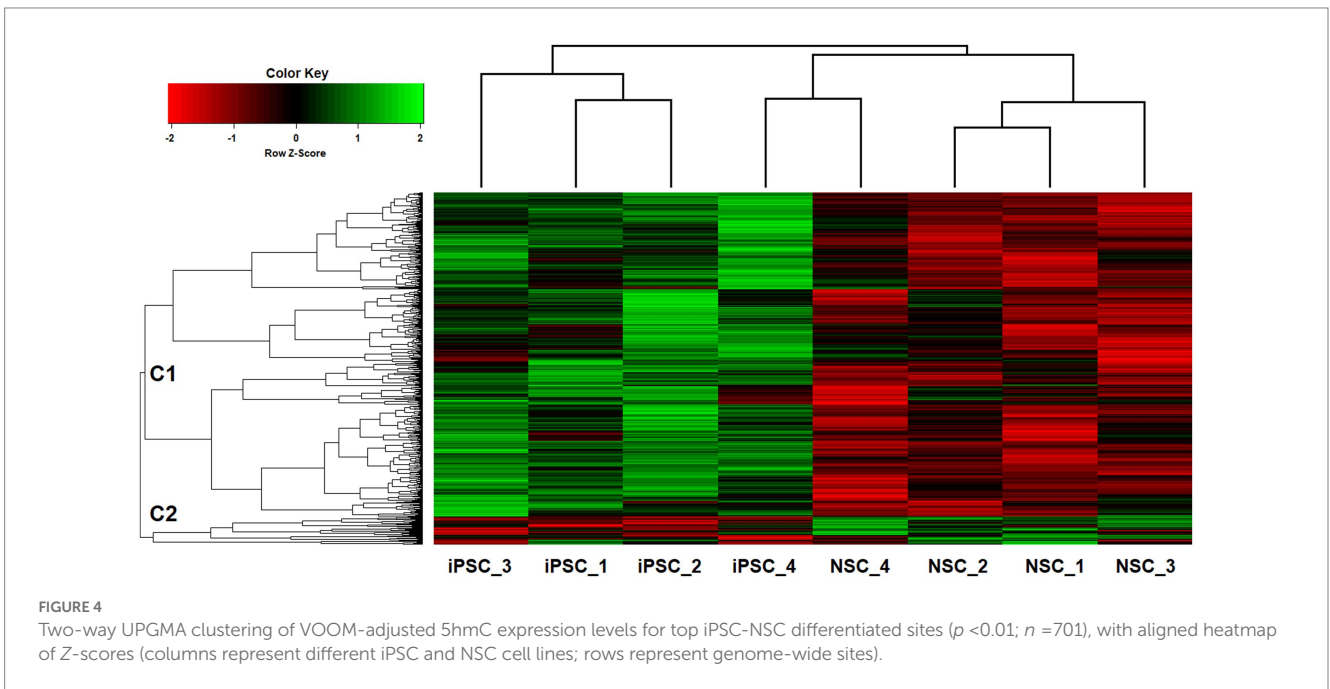 Color Key
-2 -1 0 1 2
Row Z-Score
C1
C2
iPSC_3 iPSC_1 iPSC_2 iPSC_4 NSC_4 NSC_2 NSC_1 NSC_3
FIGURE 4
Two-way UPGMA clustering of VOOM-adjusted 5hmC expression levels for top iPSC-NSC differentiated sites (p <0.01; n =701), with aligned heatmap
of Z-scores (columns represent different iPSC and NSC cell lines; rows represent genome-wide sites).